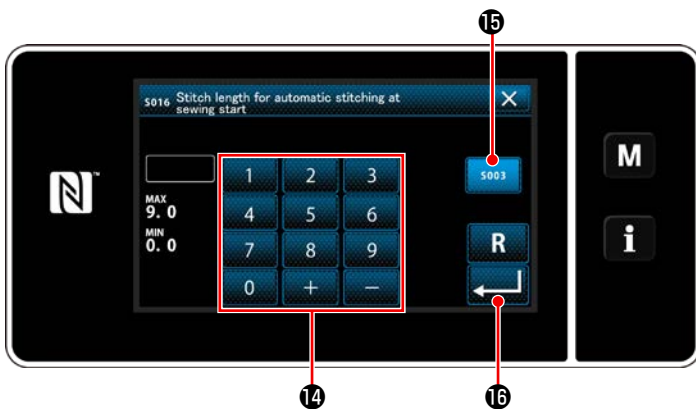 ⓯
S016 Stitch length for automatic stitching at
sewing start
X
1 2 3
S003
M
MAX
9. 0
4 5 6
MIN
0. 0
7 8 9
R
i
0 + −
⓮ ⓰